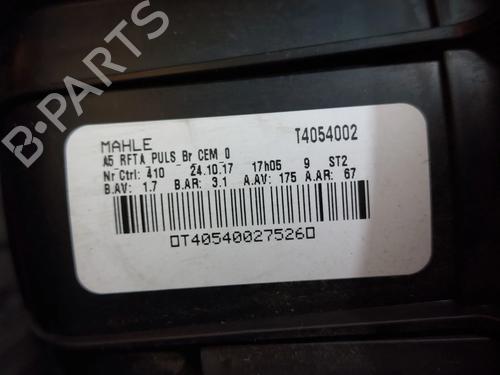 MAHLE T4054002
A5 RFTA PULS Br CEM 0
Nr Ctrl: 410 24.10.17 17h05 9 ST2
B.AV: 1.7 B.AR: 3.1 A.AV: 175 A.AR: 67
▯T40540027526▯
B-PARTS